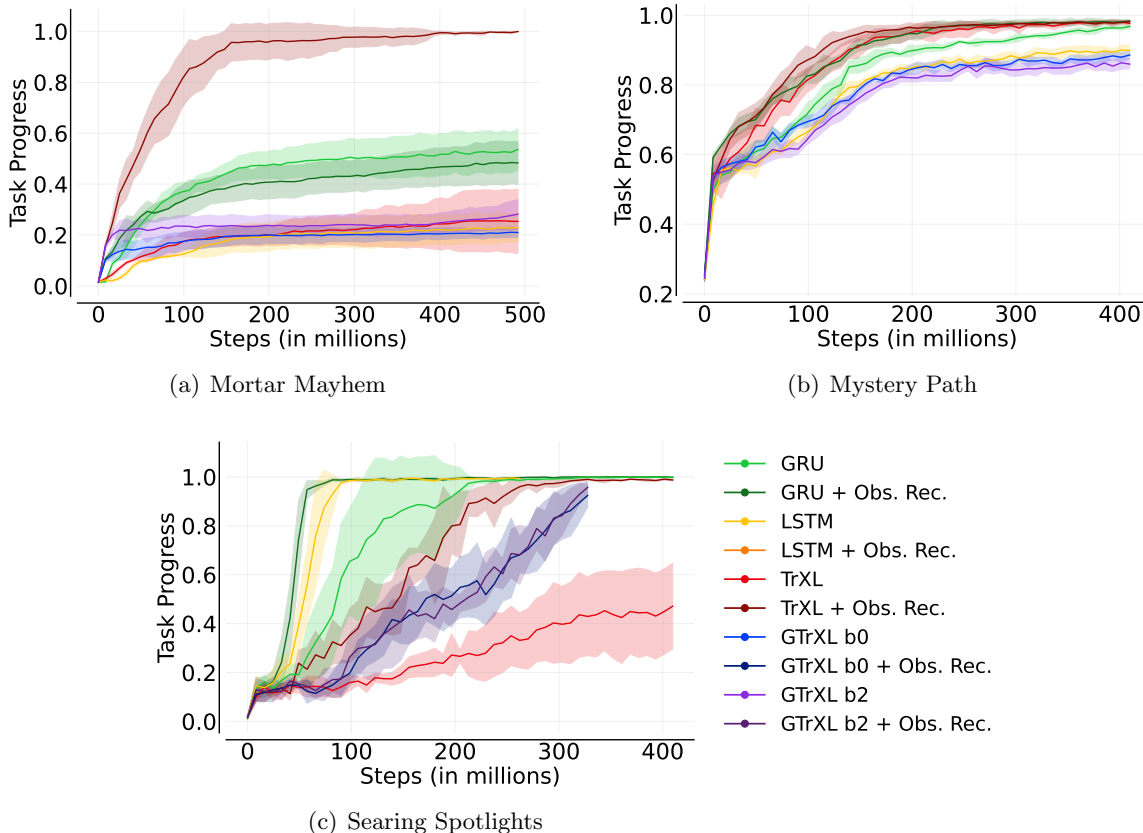 Task Progress
1.0
0.8
0.6
0.4
0.2
0.0
0 100 200 300 400 500
Steps (in millions)
(a) Mortar Mayhem
Task Progress
1.0
0.8
0.6
0.4
0.2
0 100 200 300 400
Steps (in millions)
(b) Mystery Path
Task Progress
1.0
0.8
0.6
0.4
0.2
0.0
0 100 200 300 400
Steps (in millions)
(c) Searing Spotlights
GRU
GRU + Obs. Rec.
LSTM
LSTM + Obs. Rec.
TrXL
TrXL + Obs. Rec.
GTrXL b0
GTrXL b0 + Obs. Rec.
GTrXL b2
GTrXL b2 + Obs. Rec.